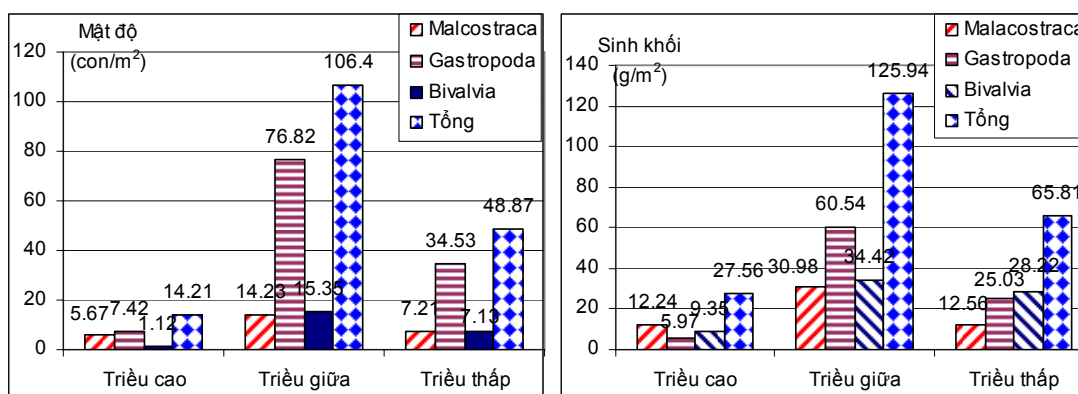 Mật độ
(con/m²)
Malcostraca
Gastropoda
Bivalvia
Tổng
120
100
80
60
40
20
0
5.67
7.42
1.12
14.21
14.23
76.82
15.35
106.4
7.21
34.53
7.13
48.87
Triều cao
Triều giữa
Triều thấp
Sinh khối
(g/m²)
Malacostraca
Gastropoda
Bivalvia
Tổng
140
120
100
80
60
40
20
0
12.24
5.97
9.35
27.56
30.98
60.54
34.42
125.94
12.56
25.03
28.22
65.81
Triều cao
Triều giữa
Triều thấp